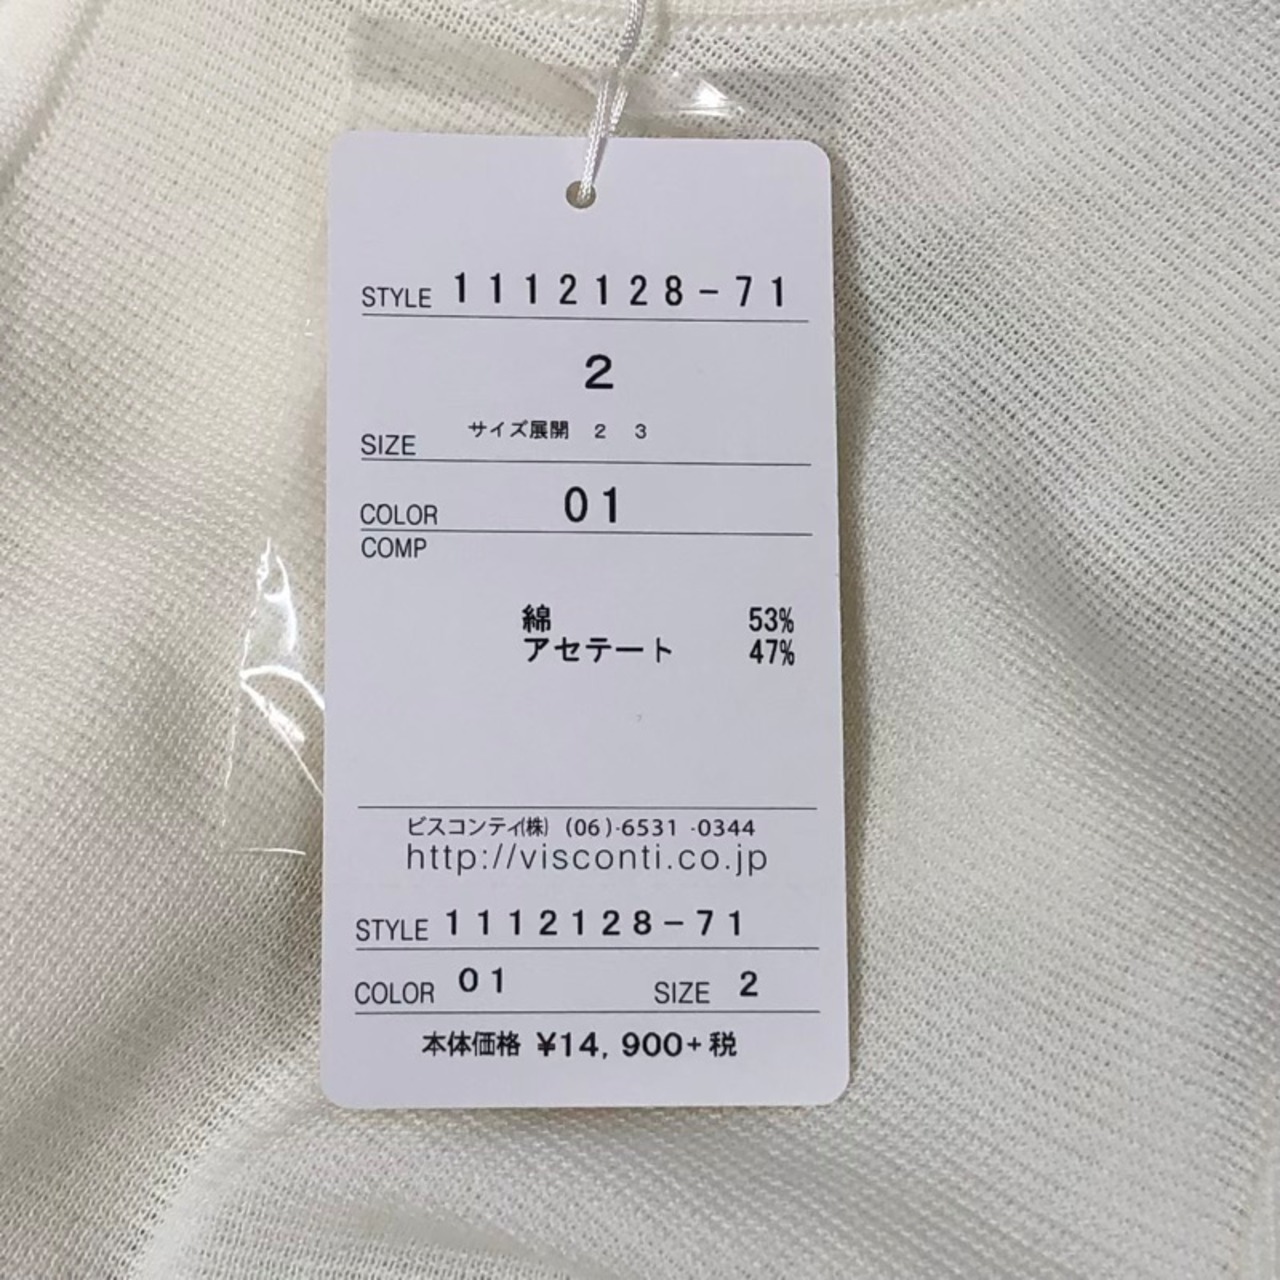 STYLE 1112128-71
2
サイズ展開 2 3
SIZE
COLOR 01
COMP
綿 53%
アセテート 47%
ビスコンティ(株) (06)-6531-0344
http://visconti.co.jp
STYLE 1112128-71
COLOR 01 SIZE 2
本体価格 ¥14,900+税